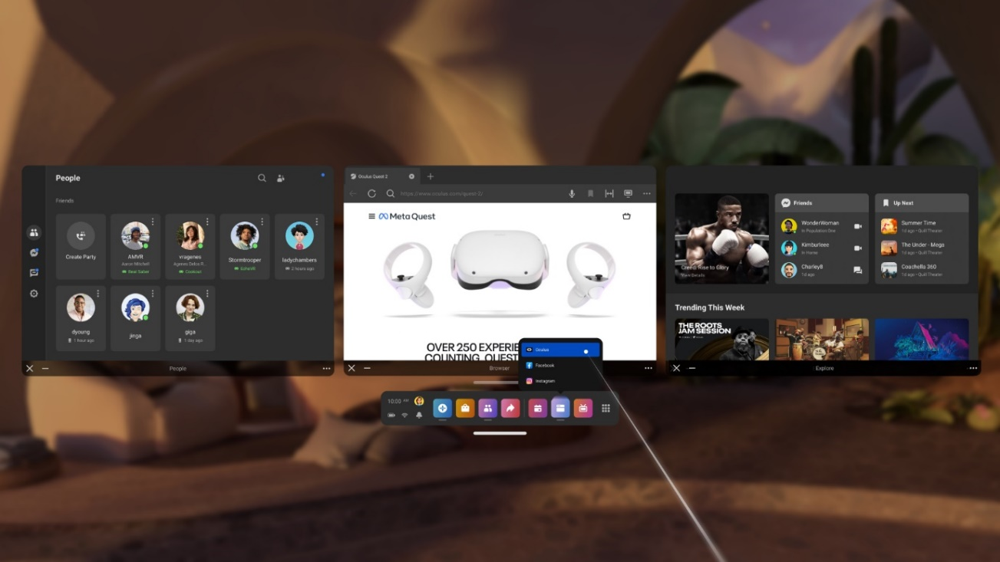 People
Friends
Create Party
AMVR
Aaron Mitchell
Beat Saber
vragenes
Agenes Delos R...
Cookout
Stormtrooper
EchoVR
ladychambers
2 hours ago
dyoung
1 hour ago
jinga
giga
1 day ago
People
Oculus Quest 2
https://www.oculus.com/quest-2/
Meta Quest
OVER 250 EXPERIE
COUNTING. QUEST
Browser
Oculus
Facebook
Instagram
10:00 AM
Creed: Rise to Glory
View Details
Friends
WonderWoman
in Population One
Kimburleee
in Home
Charley8
1d ago
Up Next
Summer Time
1d ago • Quill Theater
The Under - Mega
1d ago • Quill Theater
Coachella 360
1d ago • Quill Theater
Trending This Week
THE ROOTS
JAM SESSION
Explore